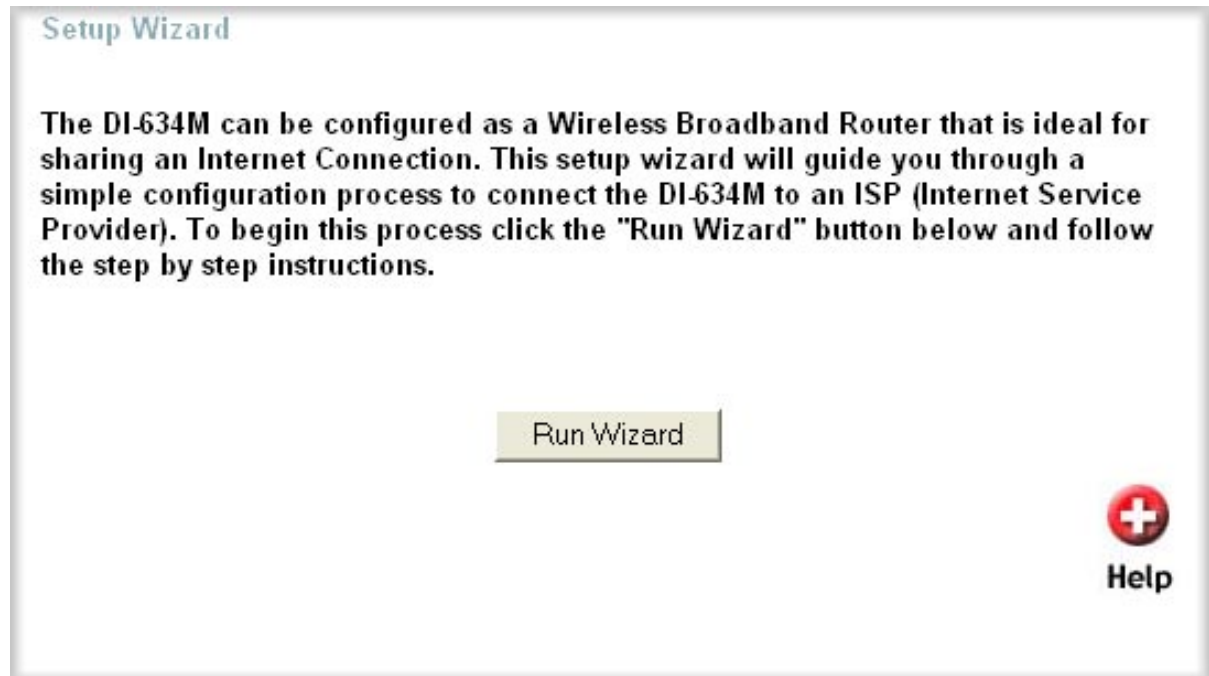 Setup Wizard
The DI-634M can be configured as a Wireless Broadband Router that is ideal for
sharing an Internet Connection. This setup wizard will guide you through a
simple configuration process to connect the DI-634M to an ISP (Internet Service
Provider). To begin this process click the "Run Wizard" button below and follow
the step by step instructions.
Run Wizard
Help